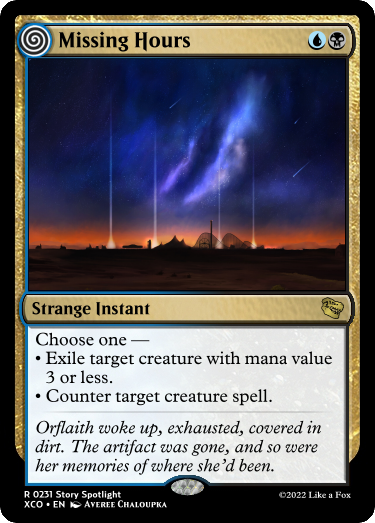 Missing Hours
Strange Instant
Choose one —
• Exile target creature with mana value
3 or less.
• Counter target creature spell.
Orflaith woke up, exhausted, covered in
dirt. The artifact was gone, and so were
her memories of where she'd been.
R 0231 Story Spotlight
XCO • EN Averee Chaloupka
©2022 Like a Fox